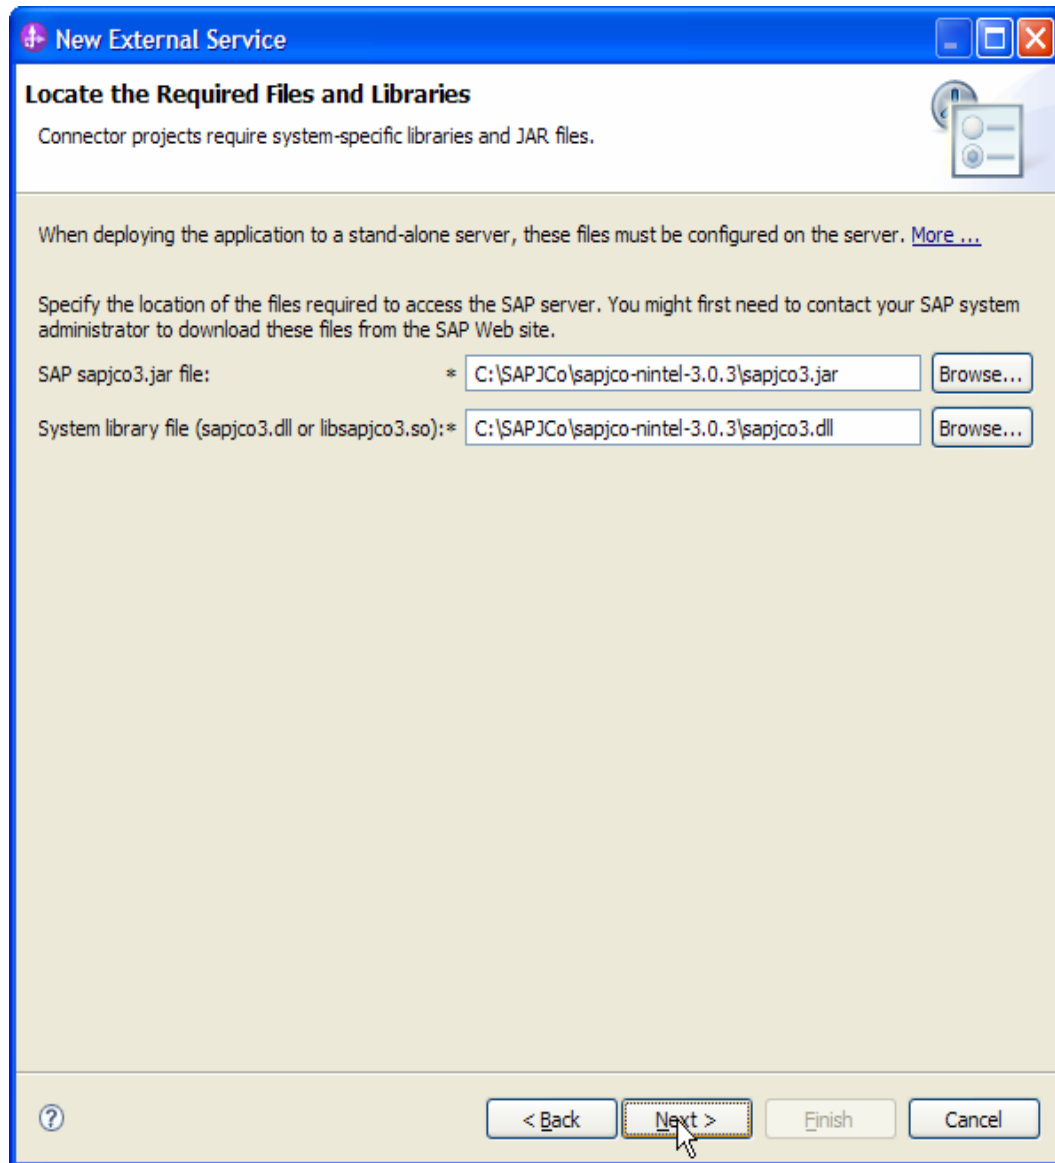 New External Service
Locate the Required Files and Libraries
Connector projects require system-specific libraries and JAR files.
When deploying the application to a stand-alone server, these files must be configured on the server. More ...
Specify the location of the files required to access the SAP server. You might first need to contact your SAP system
administrator to download these files from the SAP Web site.
SAP sapjco3.jar file: * C:\SAPJCo\sapjco-nintel-3.0.3\sapjco3.jar Browse...
System library file (sapjco3.dll or libsapjco3.so):* C:\SAPJCo\sapjco-nintel-3.0.3\sapjco3.dll Browse...
? < Back Next > Finish Cancel